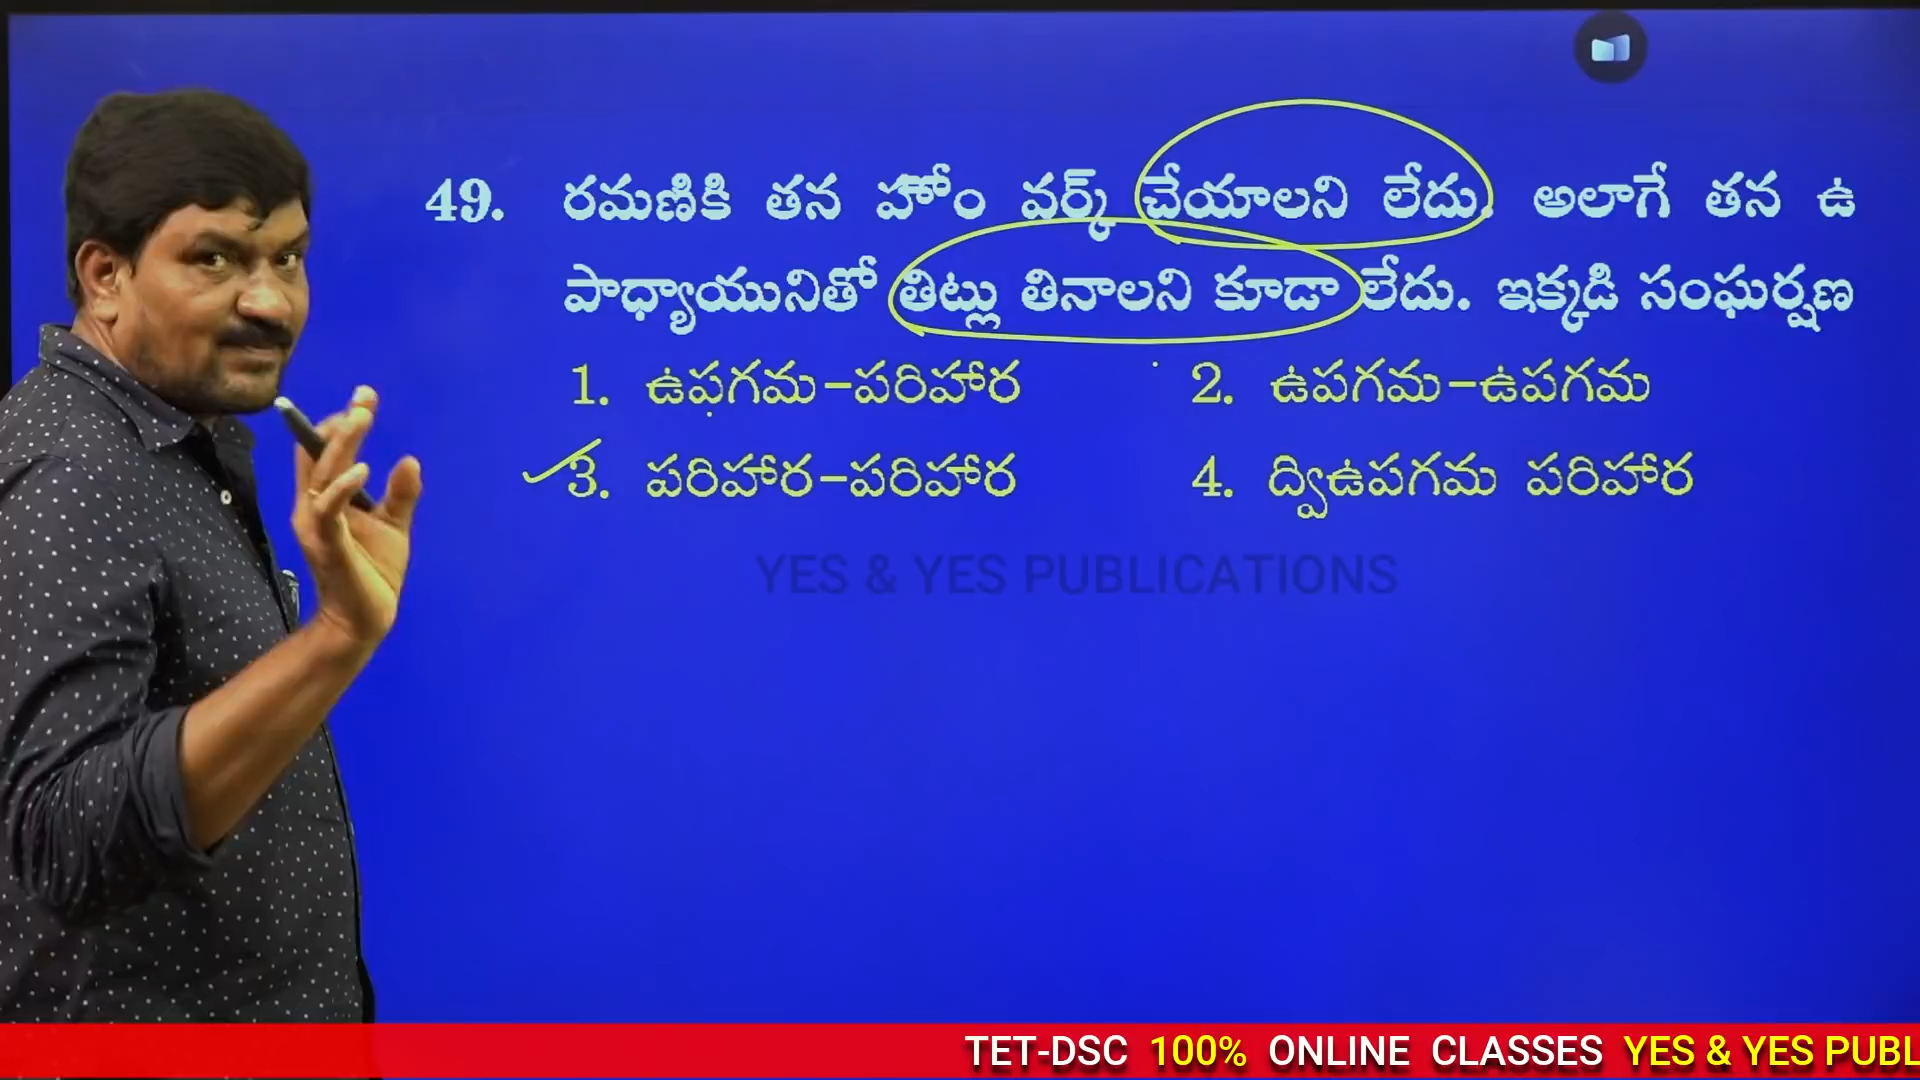 49. రమణికి తన హోం వర్క్ చేయాలని లేదు. అలాగే తన ఉ
పాధ్యాయునితో తిట్లు తినాలని కూడా లేదు. ఇక్కడి సంఘర్షణ
1. ఉపగమ-పరిహార 2. ఉపగమ-ఉపగమ
3. పరిహార-పరిహార 4. ద్విఉపగమ పరిహార
YES & YES PUBLICATIONS
TET-DSC 100% ONLINE CLASSES YES & YES PUBL